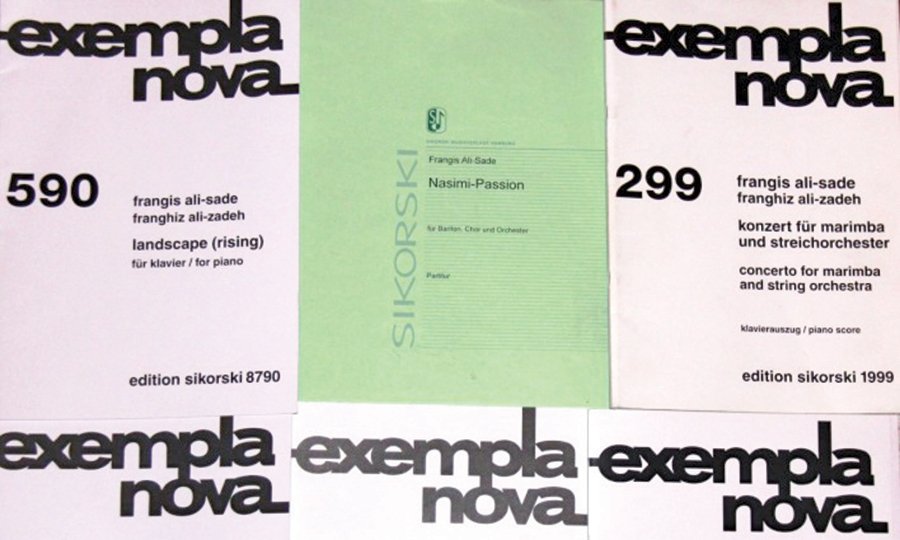 exempla
nova
590
frangis ali-sade
franghiz ali-zadeh
landscape (rising)
für klavier / for piano
edition sikorski 8790
SIKORSKI MUSIKVERLAGE HAMBURG
SIKORSKI
Frangis Ali-Sade
Nasimi-Passion
für Bariton, Chor und Orchester
Partitur
exempla
nova
299
frangis ali-sade
franghiz ali-zadeh
konzert für marimba
und streichorchester
concerto for marimba
and string orchestra
klavierauszug / piano score
edition sikorski 1999
exempla
nova
exempla
nova
exempla
nova